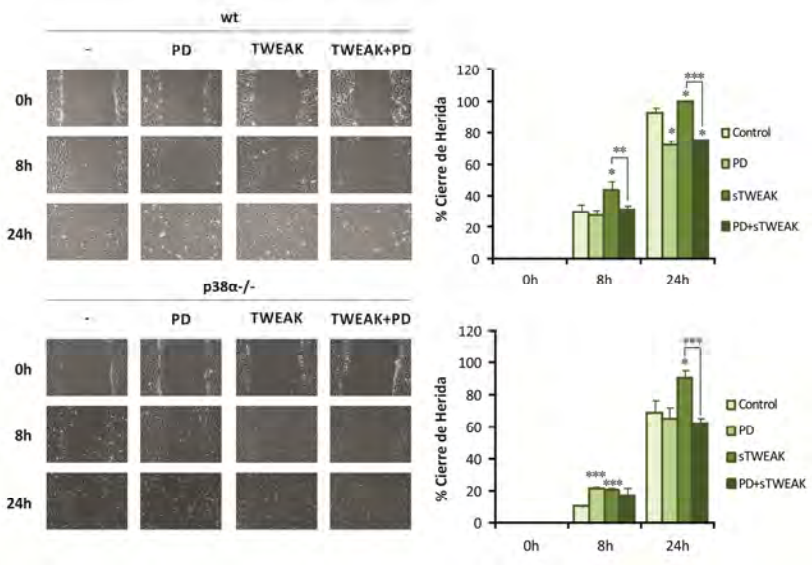 wt
- PD TWEAK TWEAK+PD
0h
8h
24h
% Cierre de Herida
120
100
80
60
40
20
0
*
**
*
*
***
*
0h 8h 24h
Control
PD
sTWEAK
PD+sTWEAK
p38α-/-
- PD TWEAK TWEAK+PD
0h
8h
24h
% Cierre de Herida
120
100
80
60
40
20
0
***
***
*
***
0h 8h 24h
Control
PD
sTWEAK
PD+sTWEAK